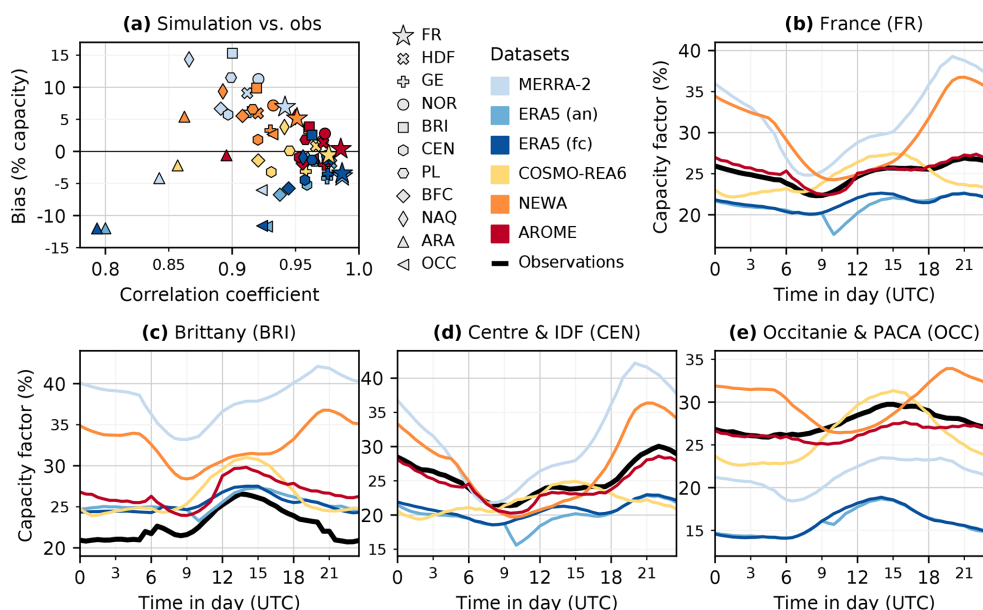 (a) Simulation vs. obs
Bias (% capacity)
15
10
5
0
-5
-10
-15
0.8
0.85
0.9
0.95
1.0
Correlation coefficient
FR
HDF
GE
NOR
BRI
CEN
PL
BFC
NAQ
ARA
OCC
Datasets
MERRA-2
ERA5 (an)
ERA5 (fc)
COSMO-REA6
NEWA
AROME
Observations
(b) France (FR)
Capacity factor (%)
40
35
30
25
20
0 3 6 9 12 15 18 21
Time in day (UTC)
(c) Brittany (BRI)
Capacity factor (%)
40
35
30
25
20
0 3 6 9 12 15 18 21
Time in day (UTC)
(d) Centre & IDF (CEN)
40
35
30
25
20
15
0 3 6 9 12 15 18 21
Time in day (UTC)
(e) Occitanie & PACA (OCC)
35
30
25
20
15
0 3 6 9 12 15 18 21
Time in day (UTC)